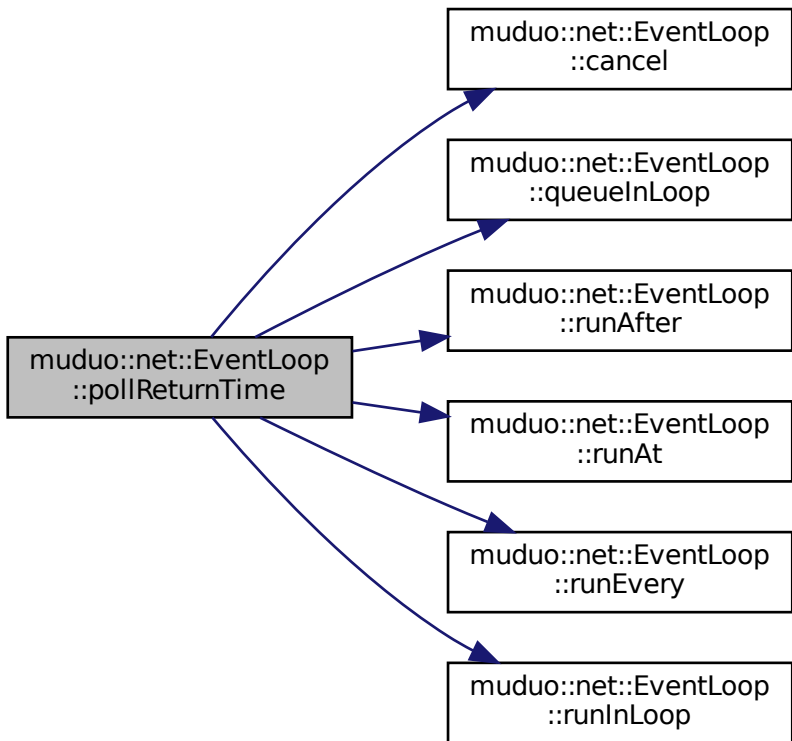 muduo::net::EventLoop
::cancel
muduo::net::EventLoop
::queueInLoop
muduo::net::EventLoop
::runAfter
muduo::net::EventLoop
::pollReturnTime
muduo::net::EventLoop
::runAt
muduo::net::EventLoop
::runEvery
muduo::net::EventLoop
::runInLoop